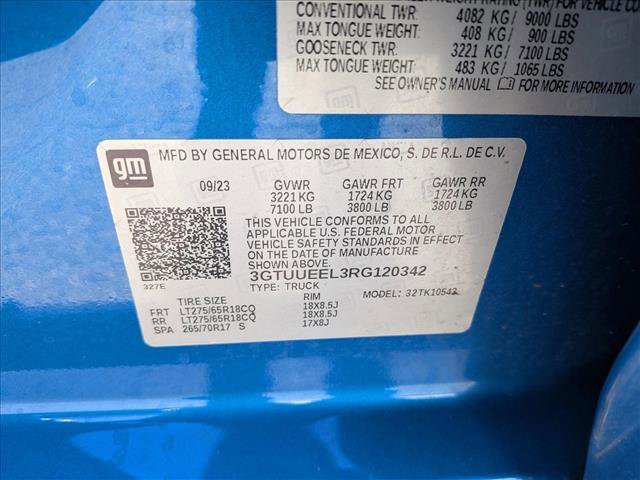 WEIGHT RATING (TWR) FOR VEHICLE
CONVENTIONAL TWR: 4082 KG/ 9000 LBS
MAX TONGUE WEIGHT: 408 KG / 900 LBS
GOOSENECK TWR: 3221 KG/ 7100 LBS
MAX TONGUE WEIGHT: 483 KG / 1065 LBS
SEE OWNER'S MANUAL FOR MORE INFORMATION
gm
MFD BY GENERAL MOTORS DE MEXICO, S. DE R.L. DE C.V.
09/23 GVWR GAWR FRT GAWR RR
3221 KG 1724 KG 1724 KG
7100 LB 3800 LB 3800 LB
THIS VEHICLE CONFORMS TO ALL
APPLICABLE U.S. FEDERAL MOTOR
VEHICLE SAFETY STANDARDS IN EFFECT
ON THE DATE OF MANUFACTURE
SHOWN ABOVE.
3GTUUEEL3RG120342
327E TYPE: TRUCK
MODEL: 32TK10543
TIRE SIZE RIM
FRT LT275/65R18CQ 18X8.5J
RR LT275/65R18CQ 18X8.5J
SPA 265/70R17 S 17X8J